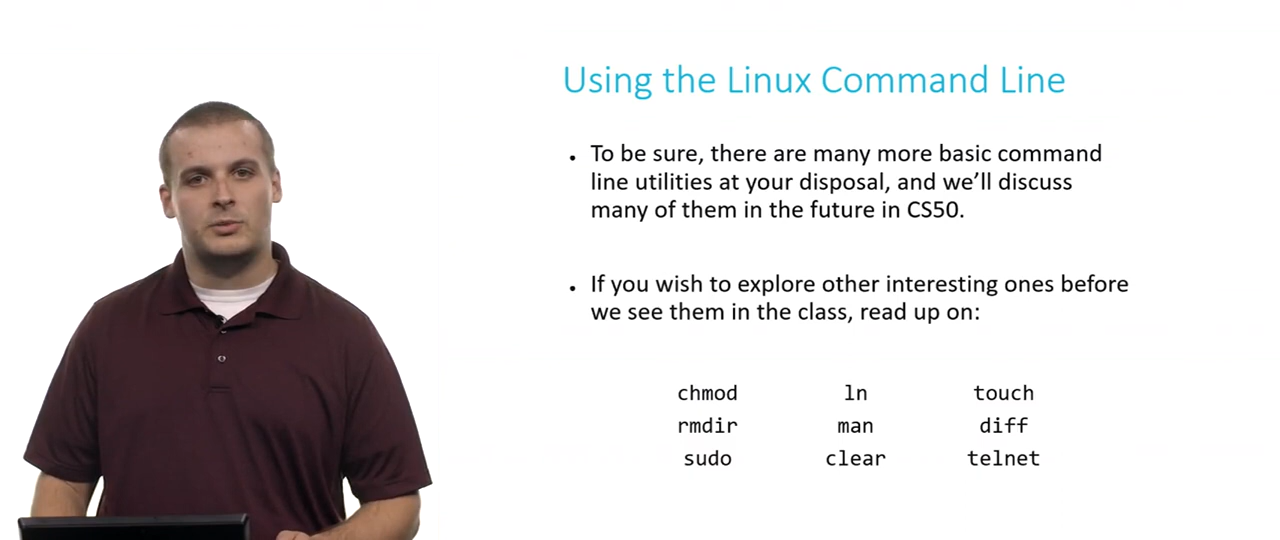 Using the Linux Command Line
• To be sure, there are many more basic command
line utilities at your disposal, and we’ll discuss
many of them in the future in CS50.
• If you wish to explore other interesting ones before
we see them in the class, read up on:
chmod ln touch
rmdir man diff
sudo clear telnet